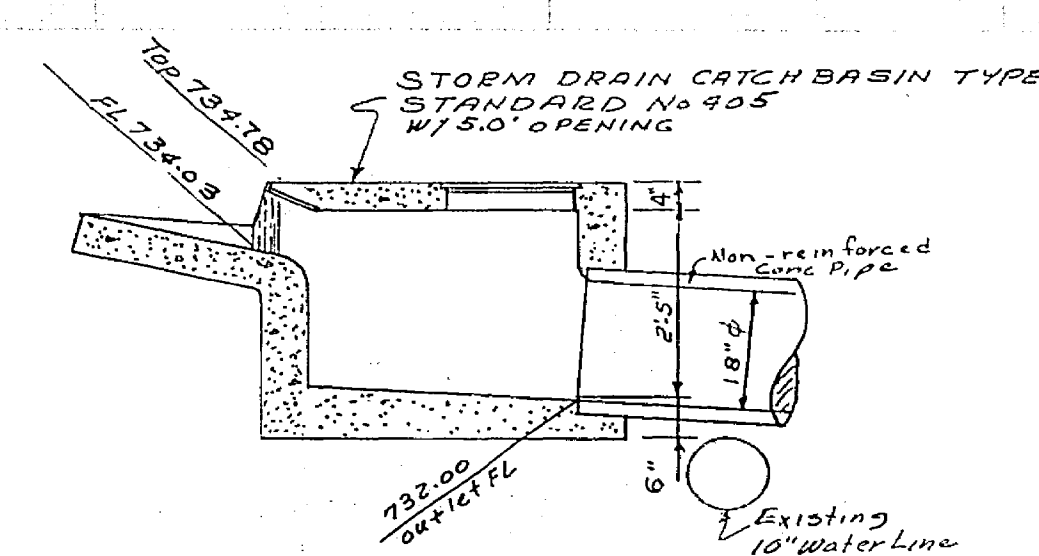 TOP 734.78
FL 734.03
STORM DRAIN CATCH BASIN TYPE
STANDARD No 405
W/ 5.0' OPENING
4"
Non-reinforced
Conc Pipe
2'5"
18" ϕ
6"
732.00
outlet FL
Existing
10" Water Line